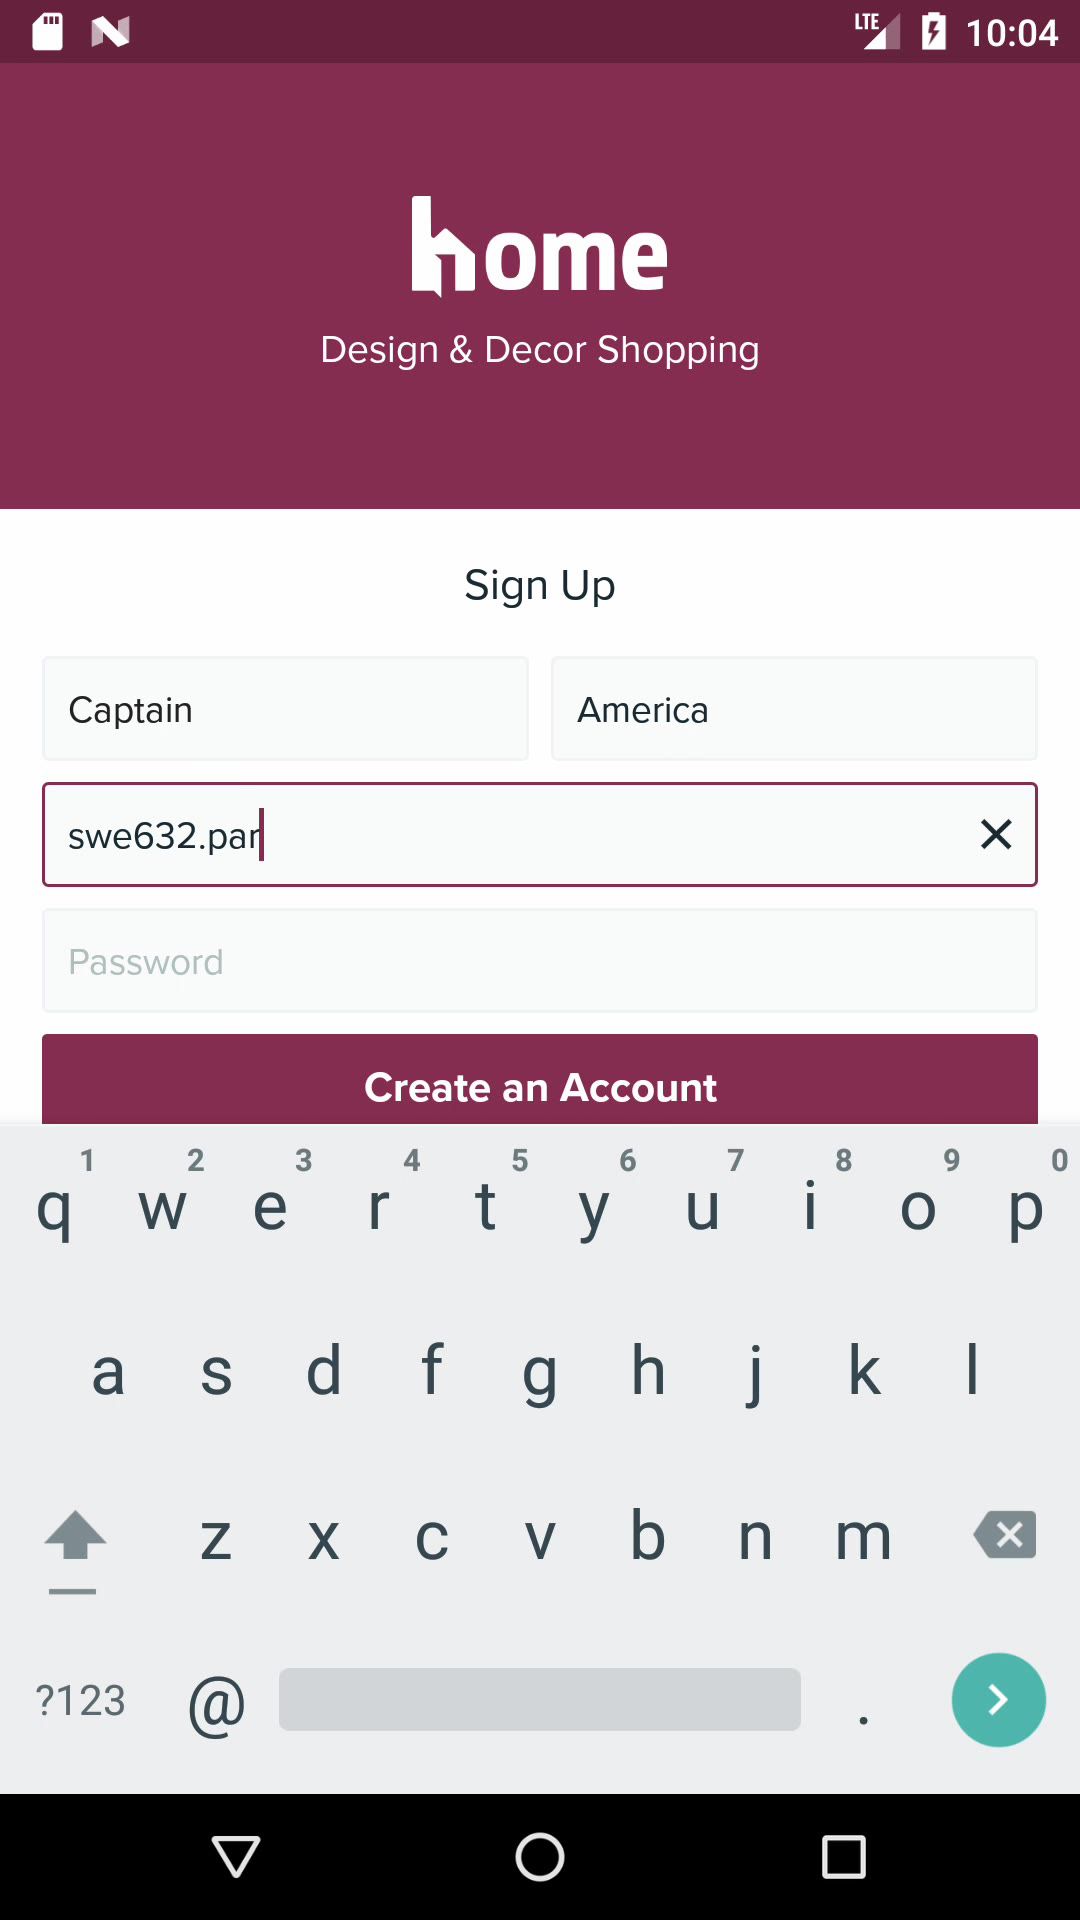 LTE 10:04
home
Design & Decor Shopping
Sign Up
Captain America
swe632.par
Password
Create an Account
1 2 3 4 5 6 7 8 9 0
q w e r t y u i o p
a s d f g h j k l
z x c v b n m
?123 @ .